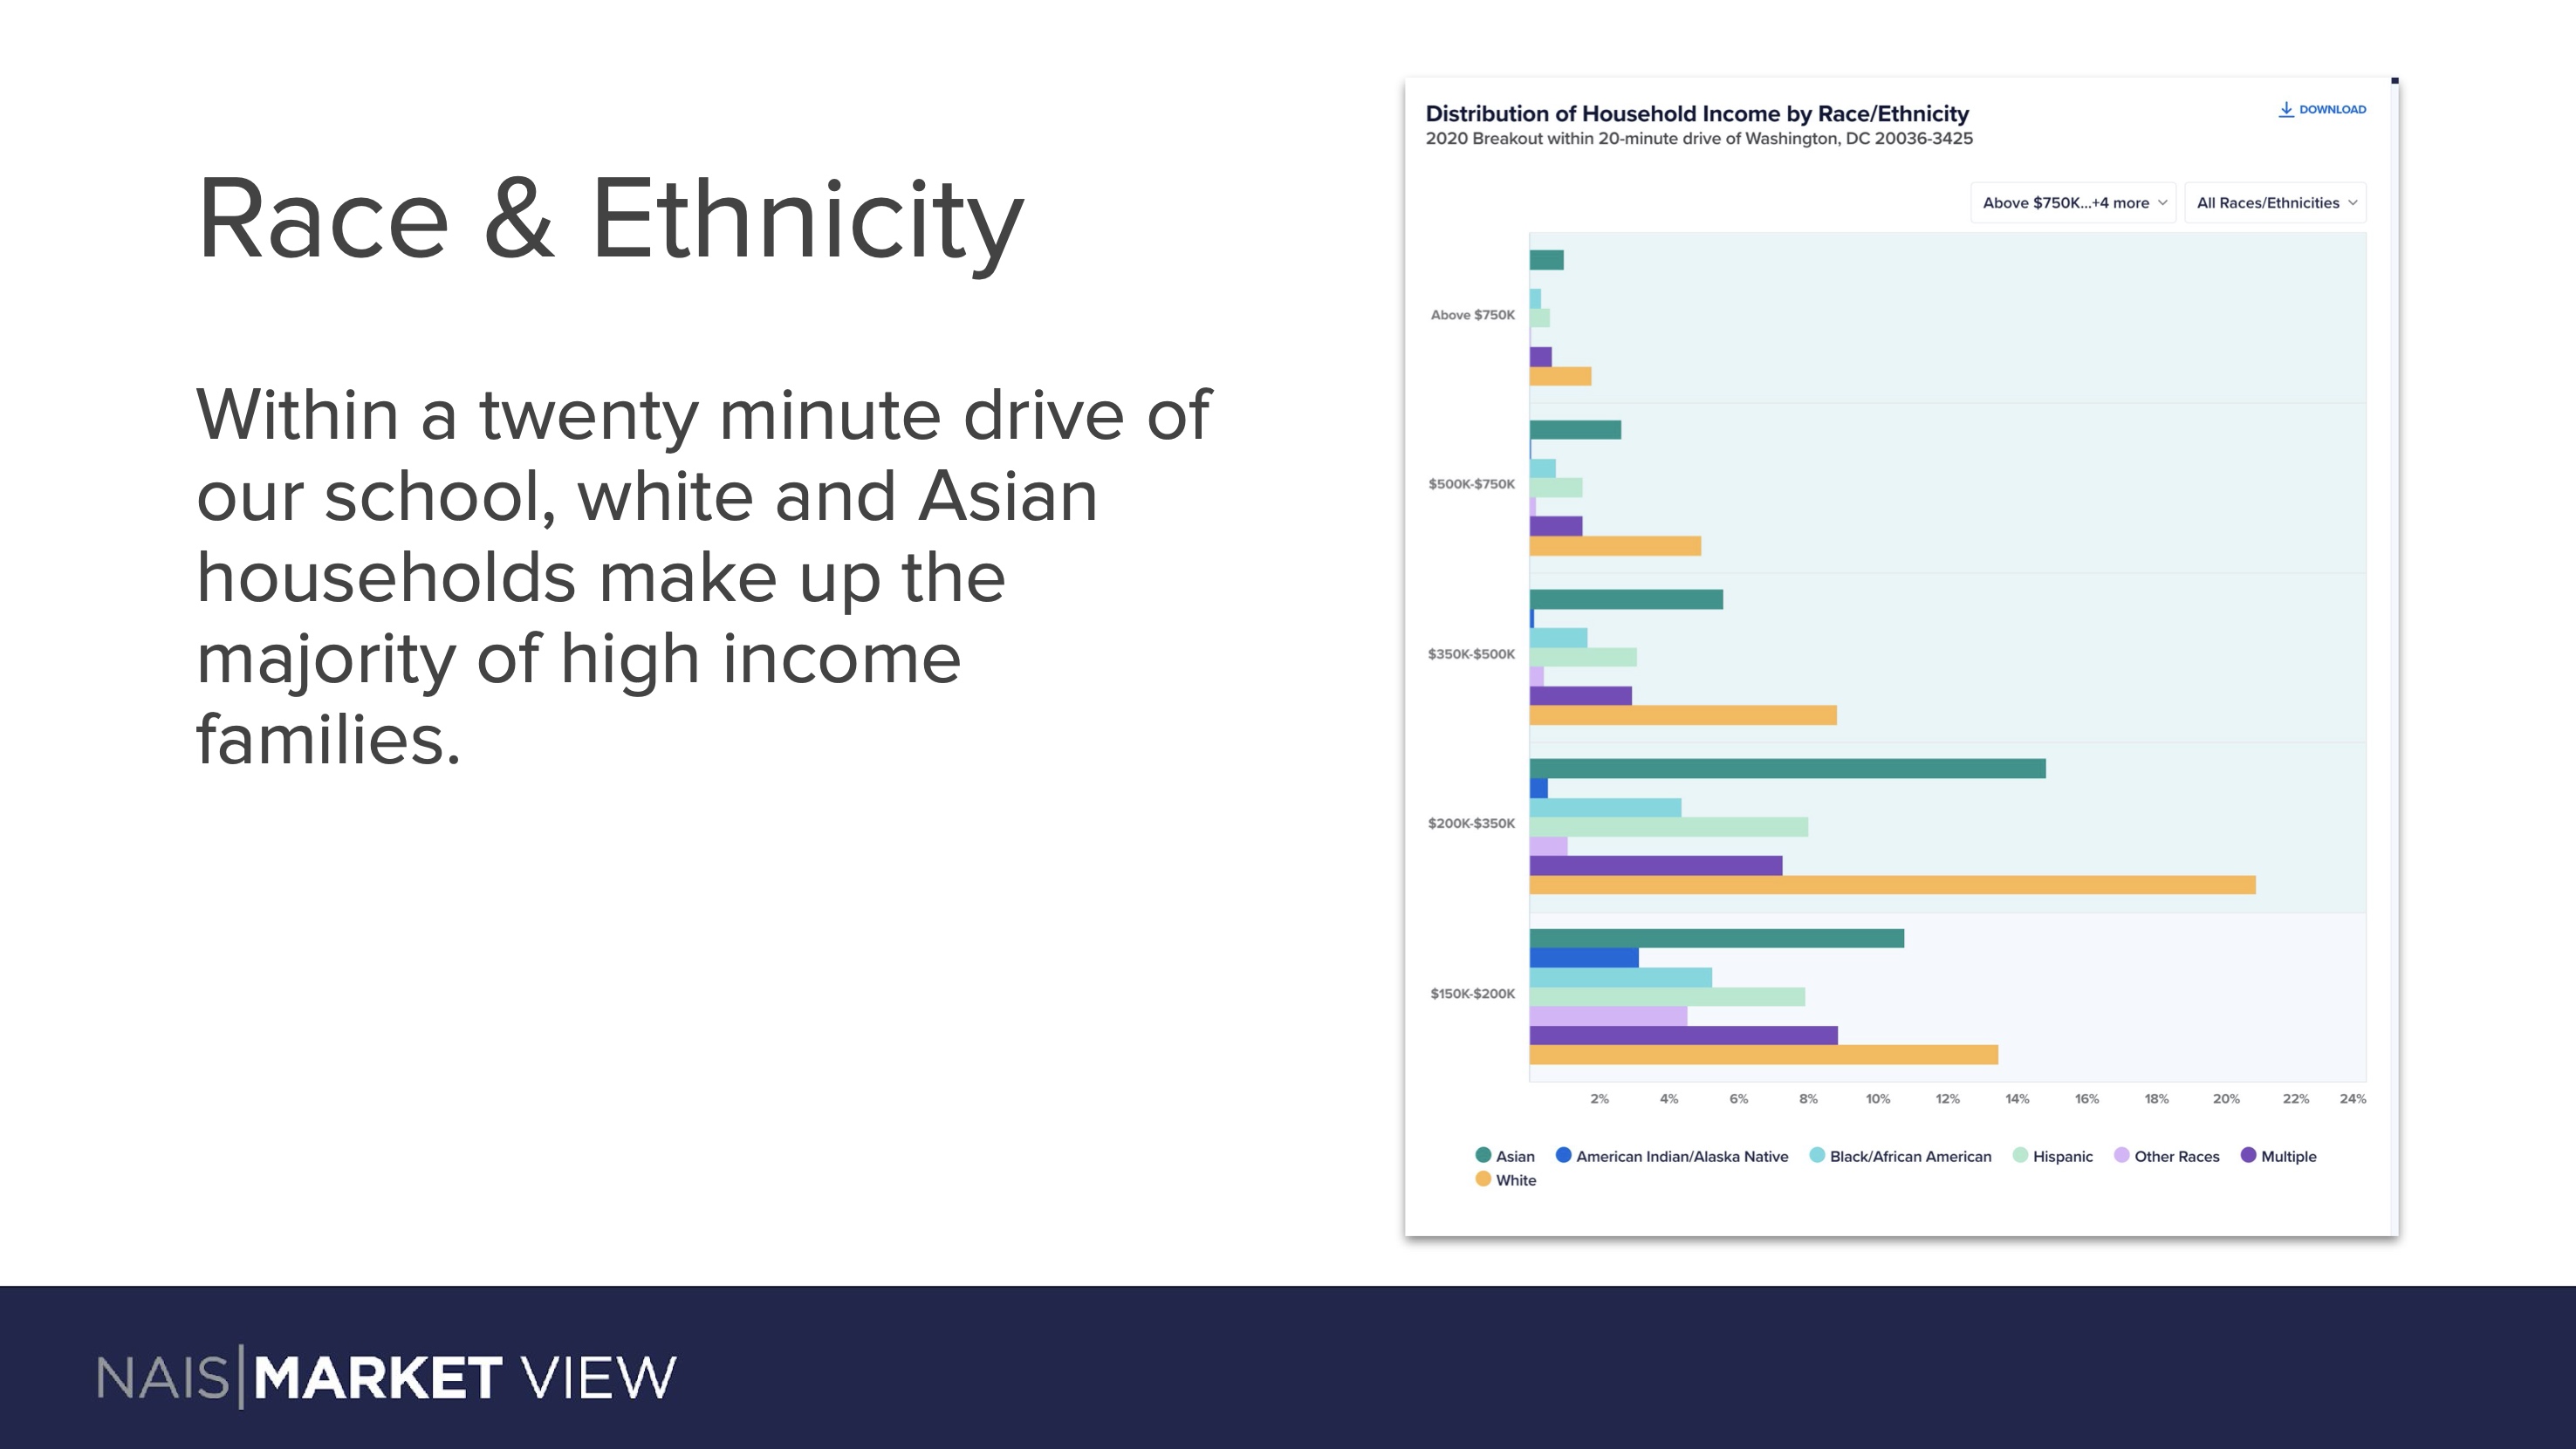 Race & Ethnicity
Within a twenty minute drive of
our school, white and Asian
households make up the
majority of high income
families.
Distribution of Household Income by Race/Ethnicity
DOWNLOAD
2020 Breakout within 20-minute drive of Washington, DC 20036-3425
Above $750K...+4 more
All Races/Ethnicities
Above $750K
$500K-$750K
$350K-$500K
$200K-$350K
$150K-$200K
2% 4% 6% 8% 10% 12% 14% 16% 18% 20% 22% 24%
Asian American Indian/Alaska Native Black/African American Hispanic Other Races Multiple
White
NAIS|MARKET VIEW